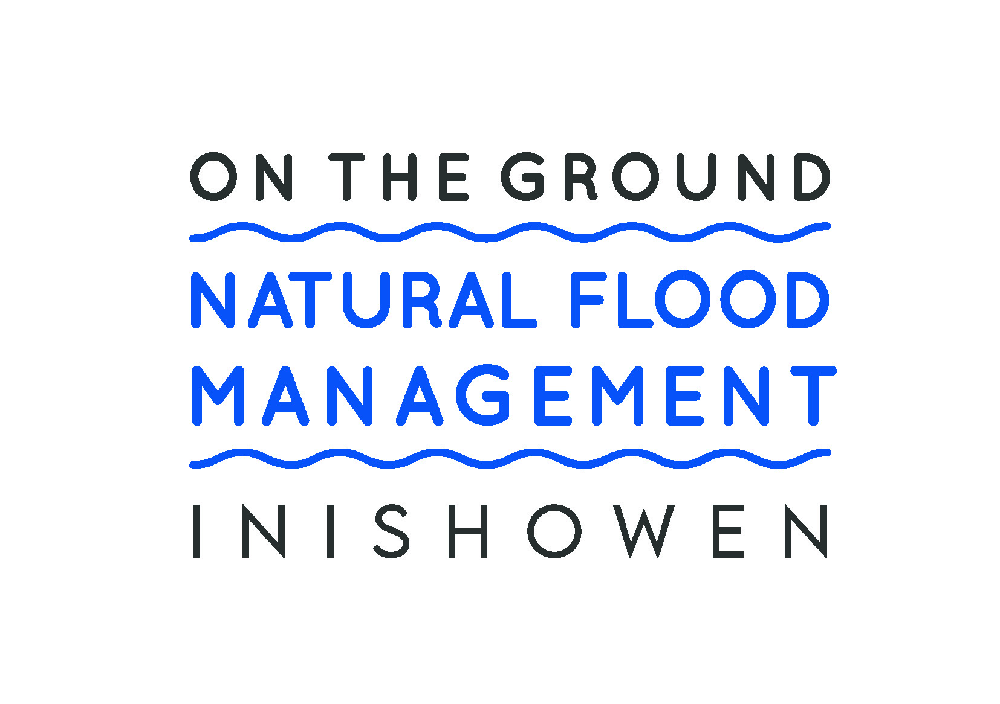 ON THE GROUND
NATURAL FLOOD
MANAGEMENT
INISHOWEN